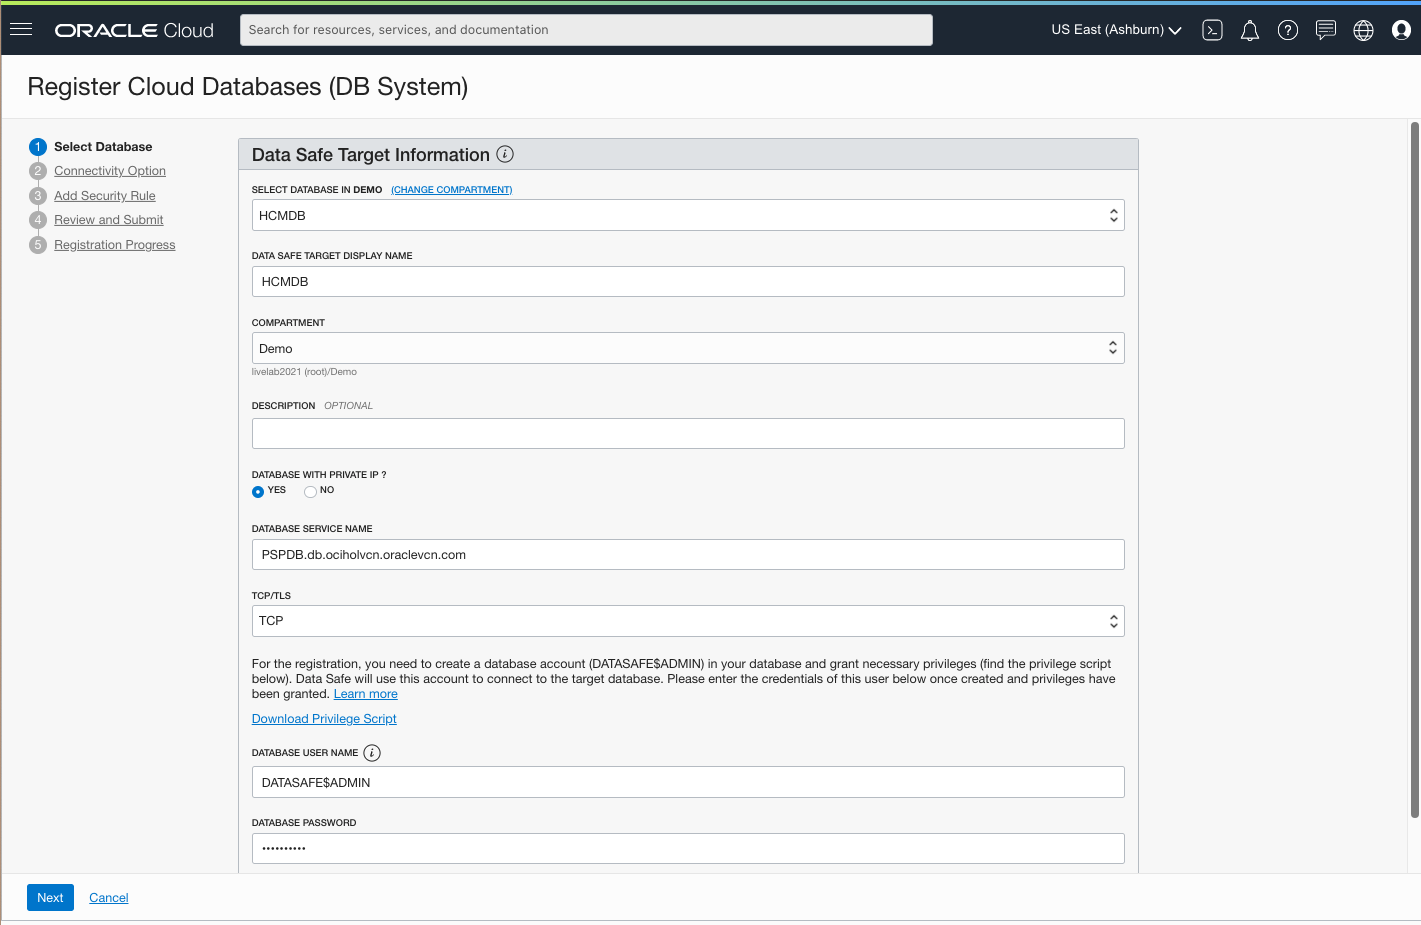 ORACLE Cloud
Search for resources, services, and documentation
US East (Ashburn)
Register Cloud Databases (DB System)
1 Select Database
2 Connectivity Option
3 Add Security Rule
4 Review and Submit
5 Registration Progress
Data Safe Target Information i
SELECT DATABASE IN DEMO (CHANGE COMPARTMENT)
HCMDB
DATA SAFE TARGET DISPLAY NAME
HCMDB
COMPARTMENT
Demo
livelab2021 (root)/Demo
DESCRIPTION OPTIONAL
DATABASE WITH PRIVATE IP ?
YES NO
DATABASE SERVICE NAME
PSPDB.db.ociholvcn.oraclevcn.com
TCP/TLS
TCP
For the registration, you need to create a database account (DATASAFE$ADMIN) in your database and grant necessary privileges (find the privilege script
below). Data Safe will use this account to connect to the target database. Please enter the credentials of this user below once created and privileges have
been granted. Learn more
Download Privilege Script
DATABASE USER NAME i
DATASAFE$ADMIN
DATABASE PASSWORD
••••••••••
Next Cancel